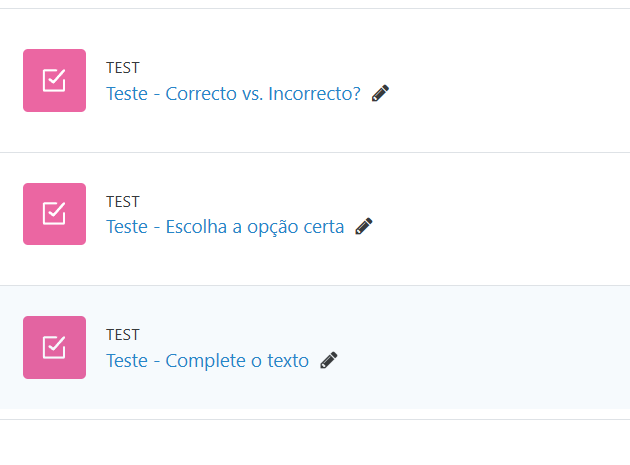 TEST
Teste - Correcto vs. Incorrecto?
TEST
Teste - Escolha a opção certa
TEST
Teste - Complete o texto